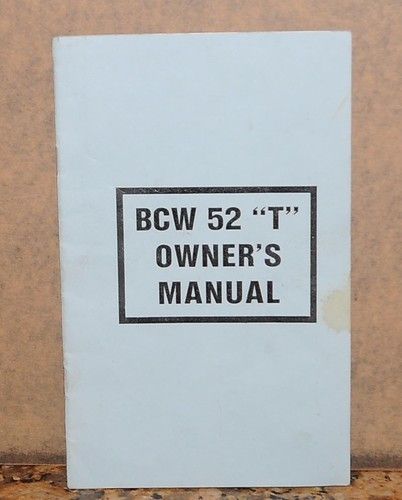 BCW 52 “T”
OWNER'S
MANUAL